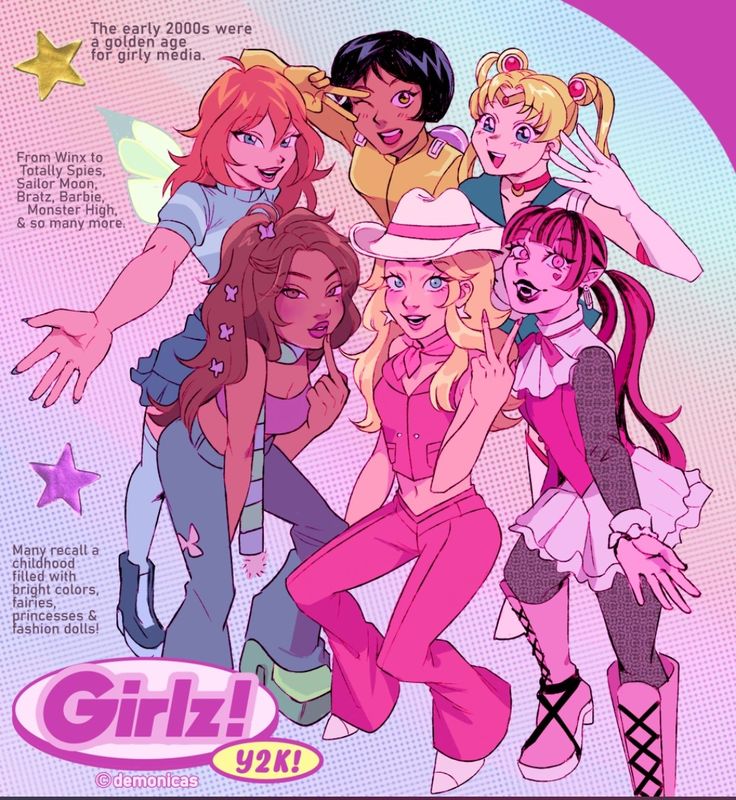 The early 2000s were
a golden age
for girly media.
From Winx to
Totally Spies,
Sailor Moon,
Bratz, Barbie,
Monster High,
& so many more.
Many recall a
childhood
filled with
bright colors,
fairies,
princesses &
fashion dolls!
Girlz!
Y2K!
© demonicas